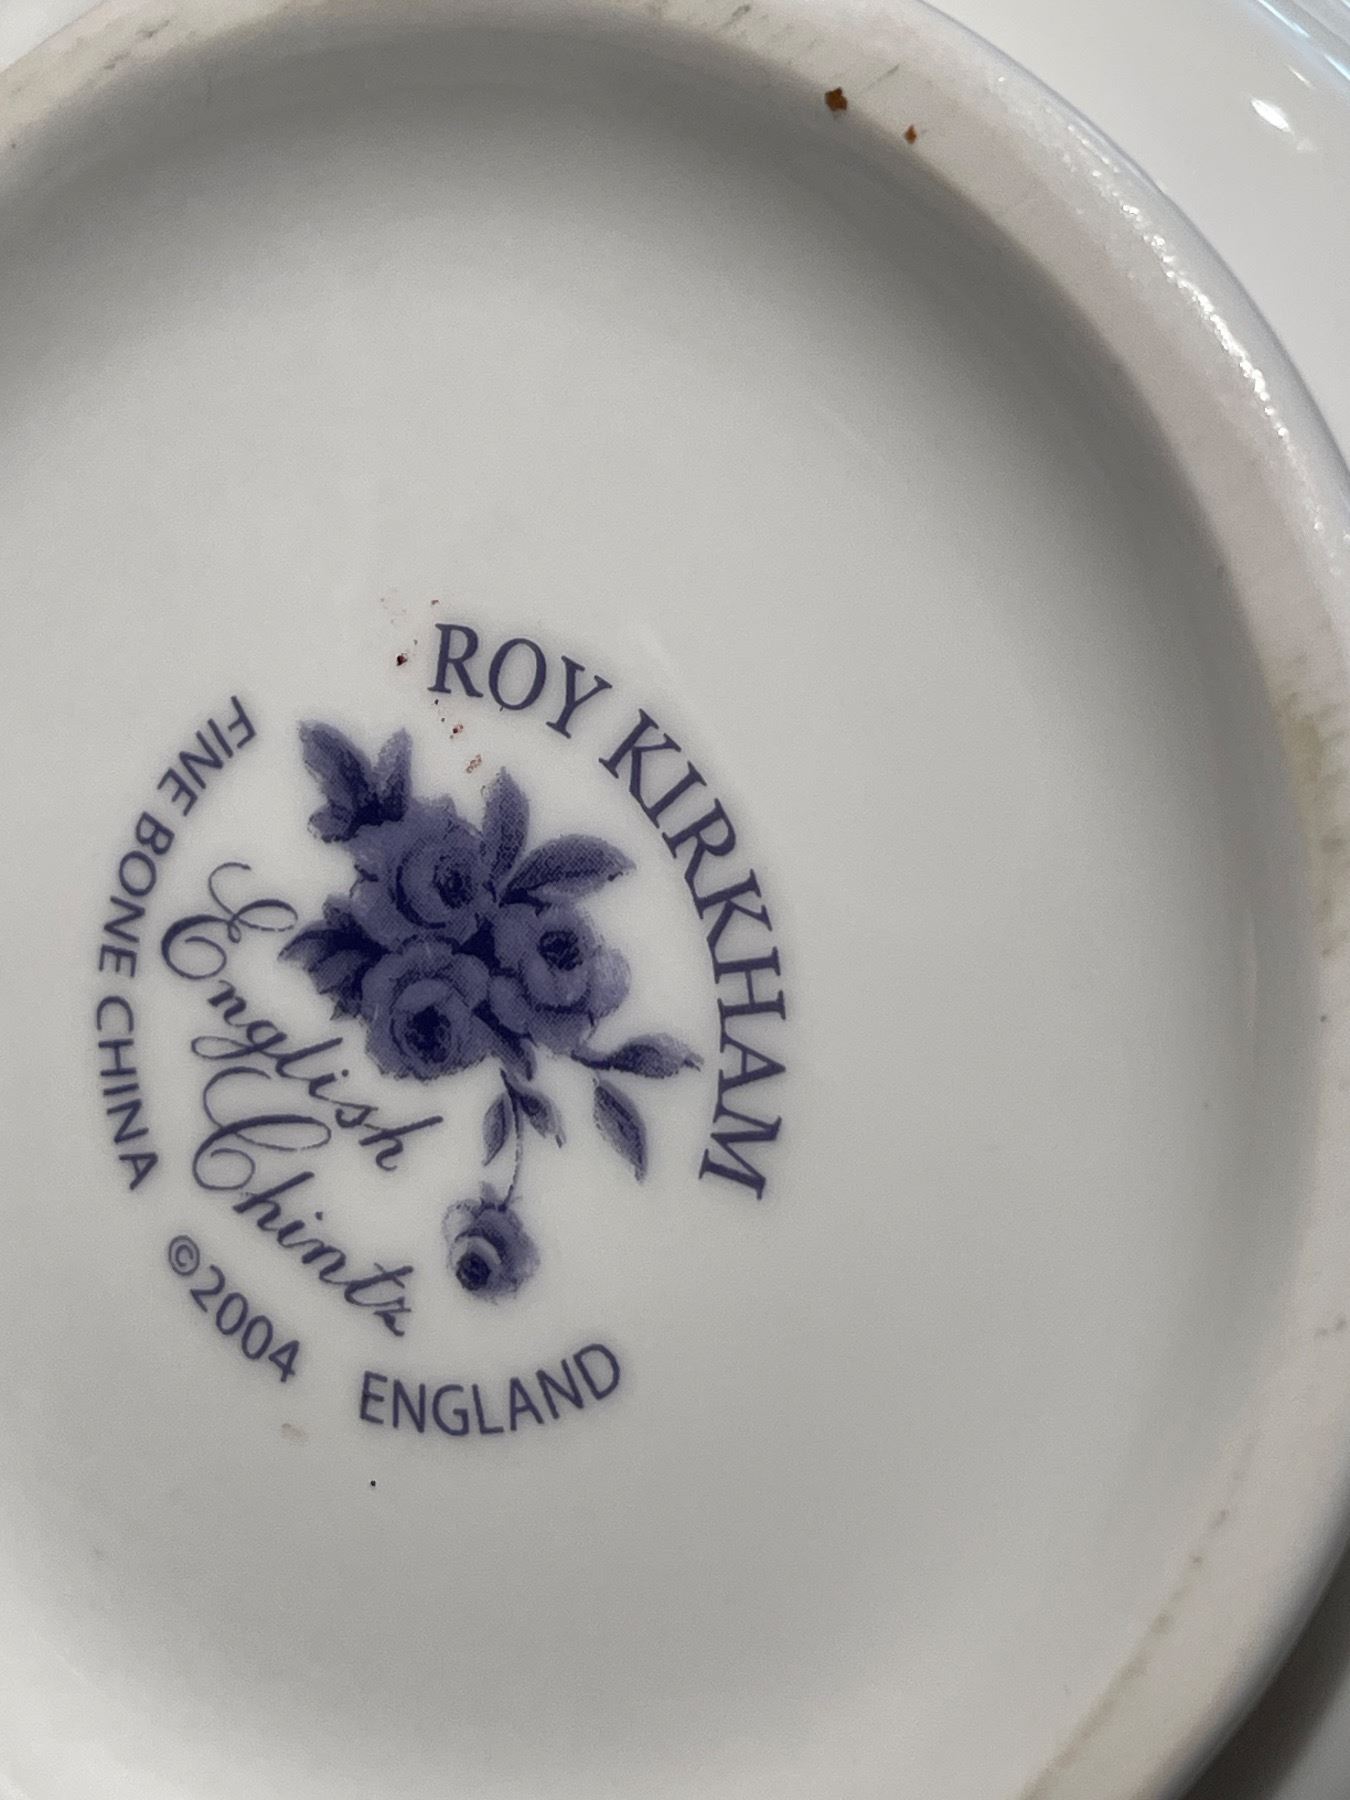 ROY KIRKHAM
FINE BONE CHINA
English
Chintz
©2004
ENGLAND